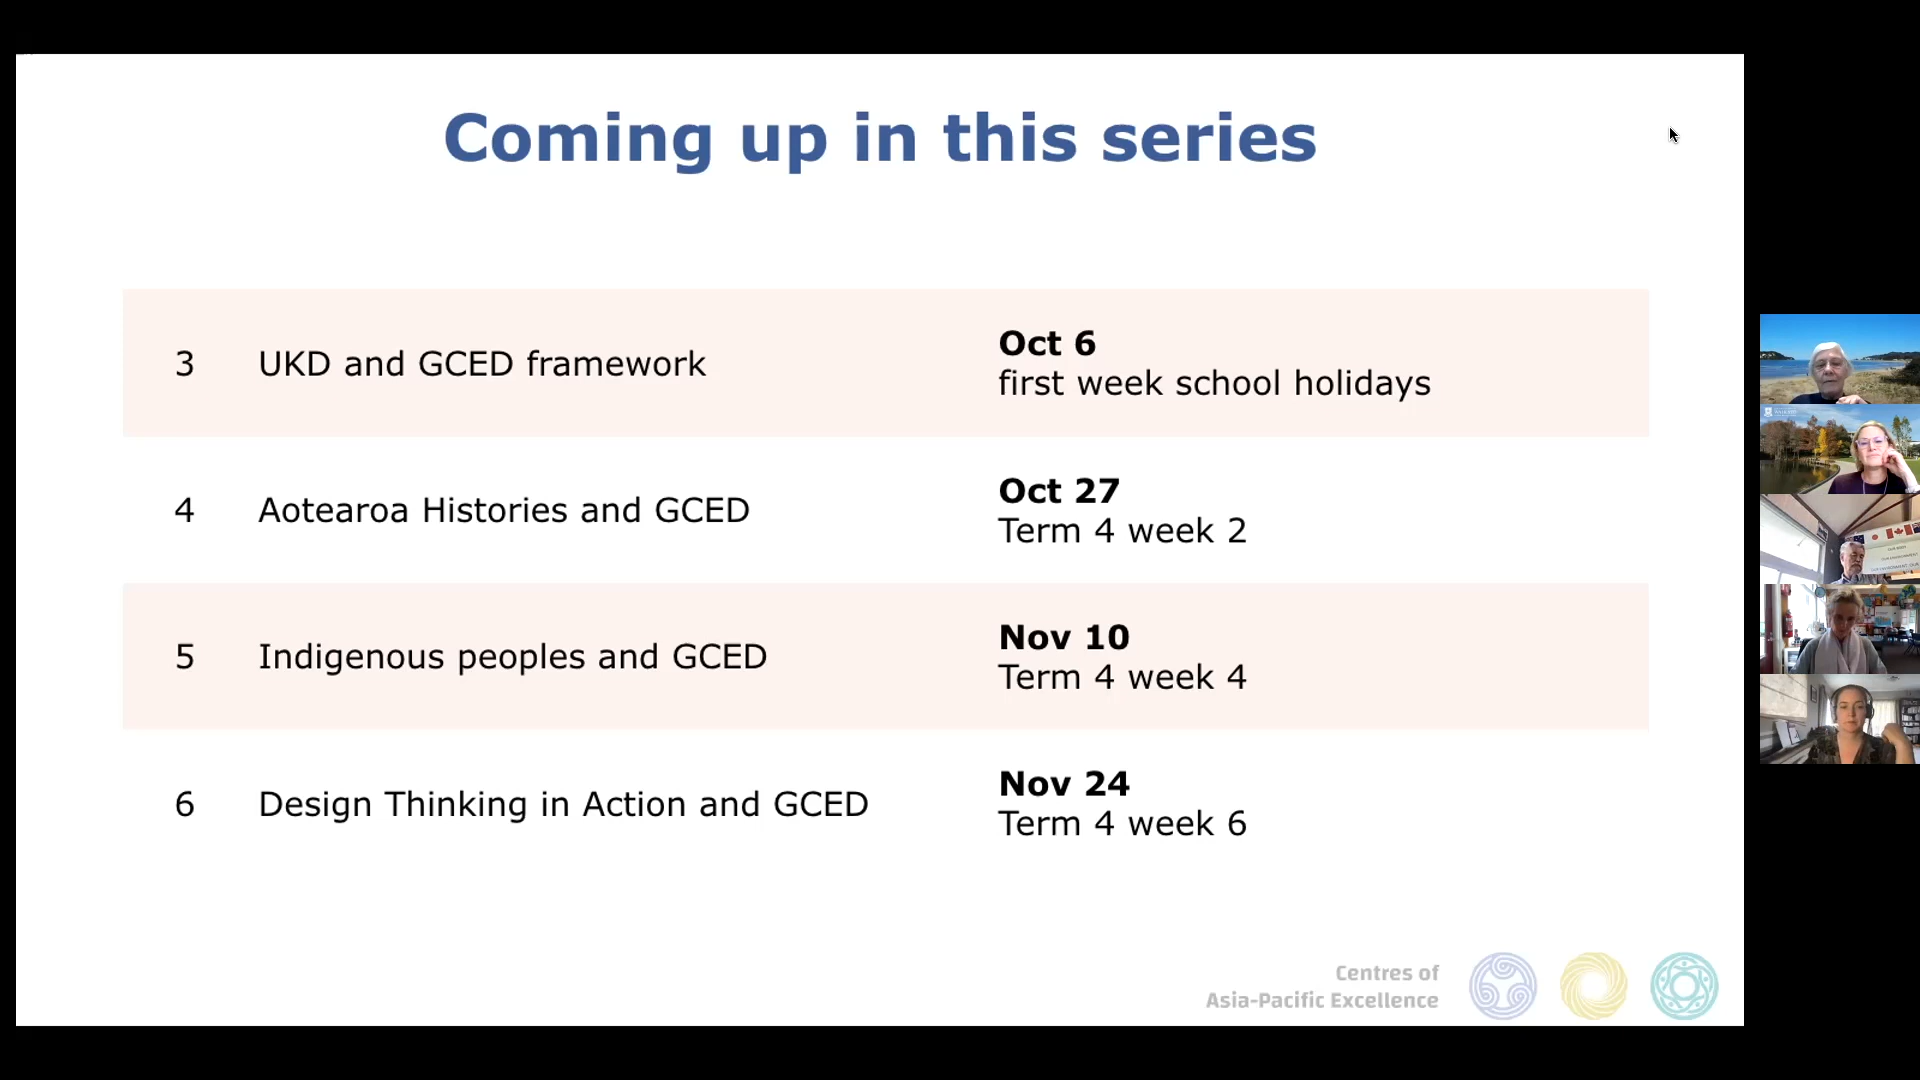 Coming up in this series
3 UKD and GCED framework
Oct 6
first week school holidays
4 Aotearoa Histories and GCED
Oct 27
Term 4 week 2
5 Indigenous peoples and GCED
Nov 10
Term 4 week 4
6 Design Thinking in Action and GCED
Nov 24
Term 4 week 6
Centres of
Asia-Pacific Excellence